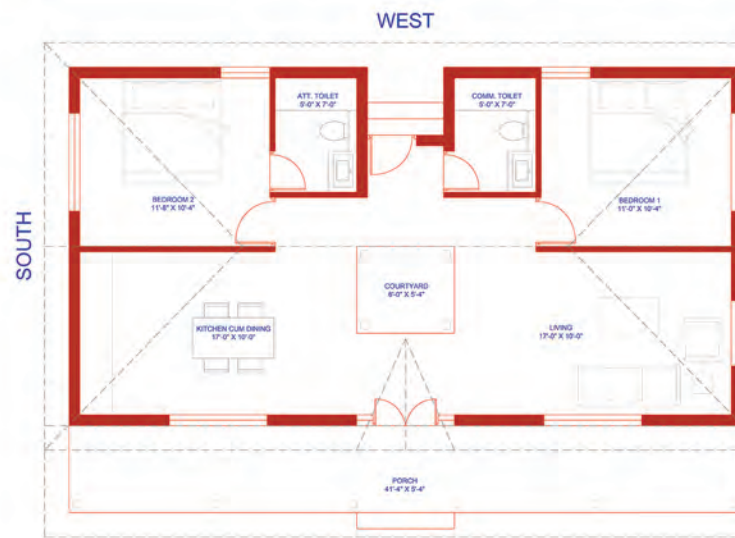 WEST
ATT. TOILET
5'-0" X 7'-0"
COMM. TOILET
5'-0" X 7'-0"
BEDROOM 2
11'-8" X 10'-4"
BEDROOM 1
11'-0" X 10'-4"
SOUTH
COURTYARD
6'-0" X 5'-4"
KITCHEN CUM DINING
17'-0" X 10'-0"
LIVING
17'-0" X 10'-0"
PORCH
41'-4" X 5'-4"